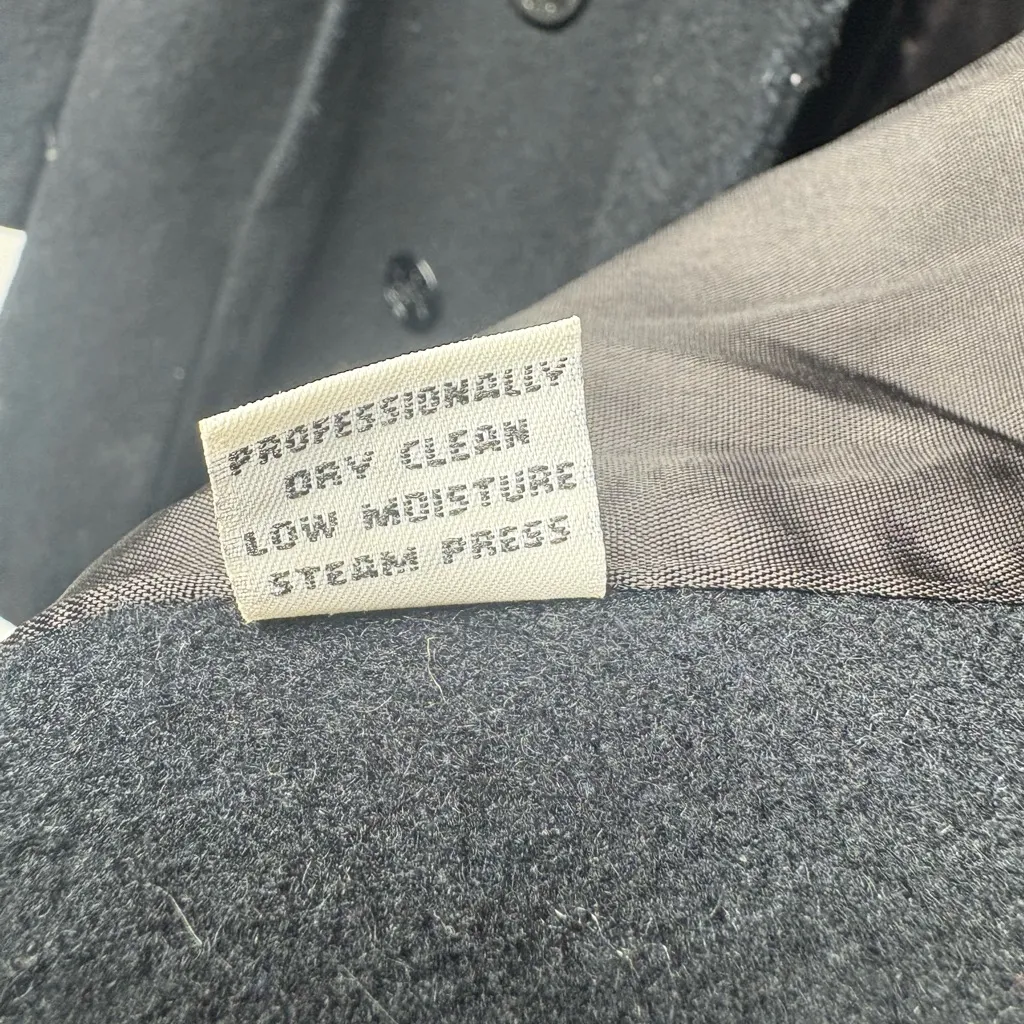 PROFESSIONALLY
DRY CLEAN
LOW MOISTURE
STEAM PRESS